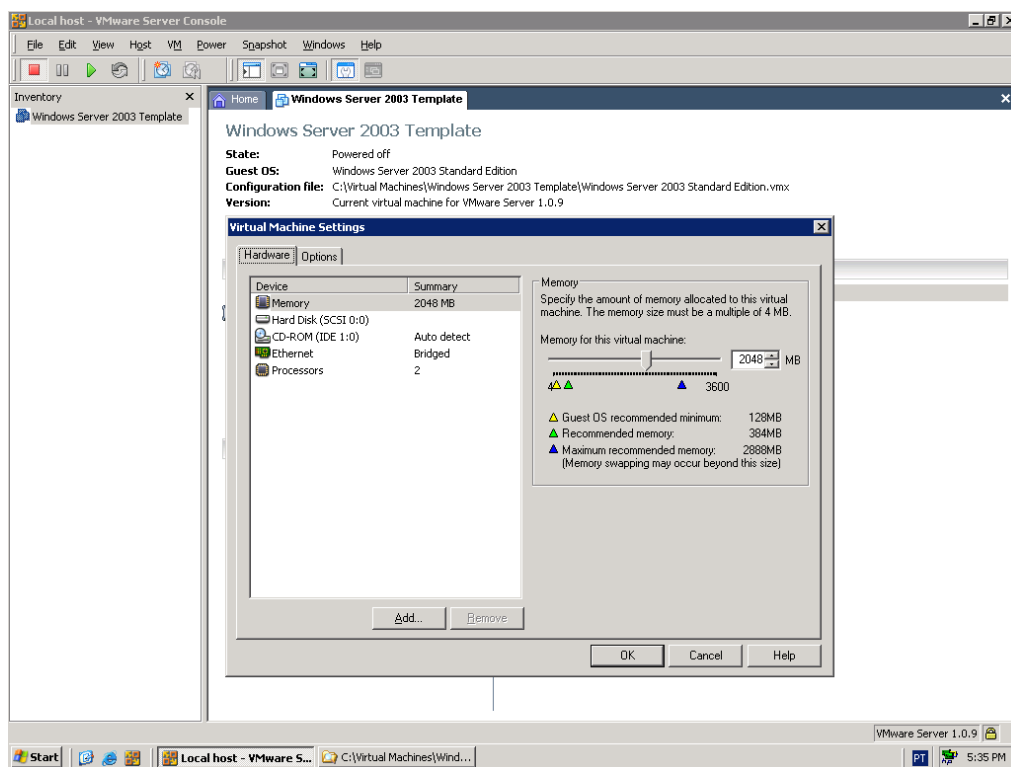 Local host - VMware Server Console
File Edit View Host VM Power Snapshot Windows Help
Inventory
Windows Server 2003 Template
Home
Windows Server 2003 Template
Windows Server 2003 Template
State: Powered off
Guest OS: Windows Server 2003 Standard Edition
Configuration file: C:\Virtual Machines\Windows Server 2003 Template\Windows Server 2003 Standard Edition.vmx
Version: Current virtual machine for VMware Server 1.0.9
Virtual Machine Settings
Hardware Options
Device Summary
Memory 2048 MB
Hard Disk (SCSI 0:0)
CD-ROM (IDE 1:0) Auto detect
Ethernet Bridged
Processors 2
Add... Remove
Memory
Specify the amount of memory allocated to this virtual
machine. The memory size must be a multiple of 4 MB.
Memory for this virtual machine:
2048 MB
4 3600
Guest OS recommended minimum: 128MB
Recommended memory: 384MB
Maximum recommended memory: 2888MB
(Memory swapping may occur beyond this size)
OK Cancel Help
VMware Server 1.0.9
Start
Local host - VMware S...
C:\Virtual Machines\Wind...
PT
5:35 PM